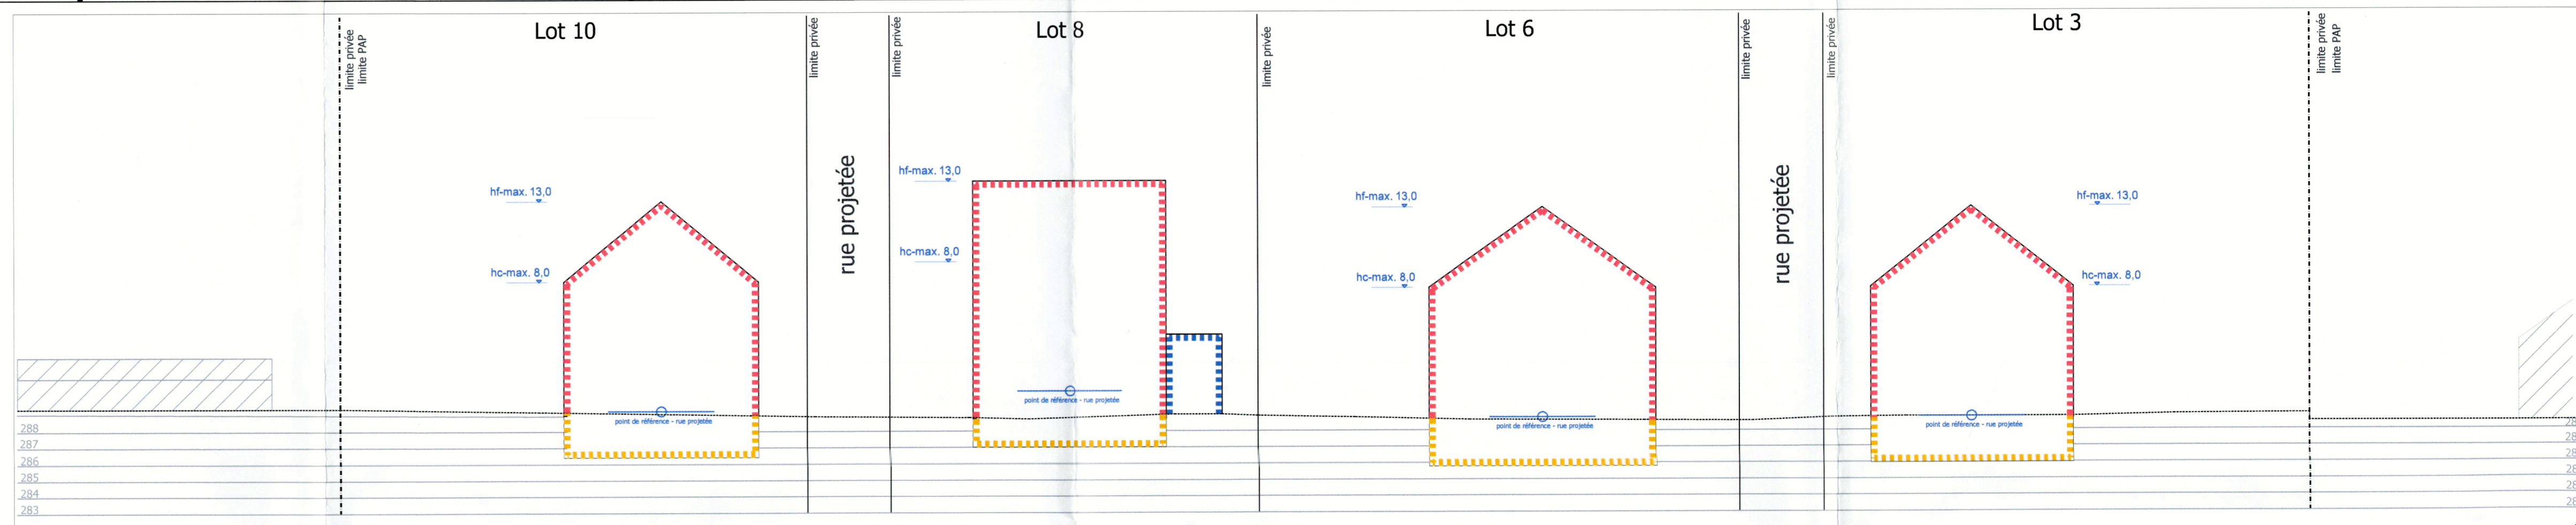 limite privée
limite PAP
Lot 10
limite privée
rue projetée
limite privée
Lot 8
limite privée
Lot 6
limite privée
rue projetée
limite privée
Lot 3
limite privée
limite PAP
hf-max. 13,0
hc-max. 8,0
point de référence - rue projetée
hf-max. 13,0
hc-max. 8,0
point de référence - rue projetée
hf-max. 13,0
hc-max. 8,0
point de référence - rue projetée
hf-max. 13,0
hc-max. 8,0
point de référence - rue projetée
288
287
286
285
284
283